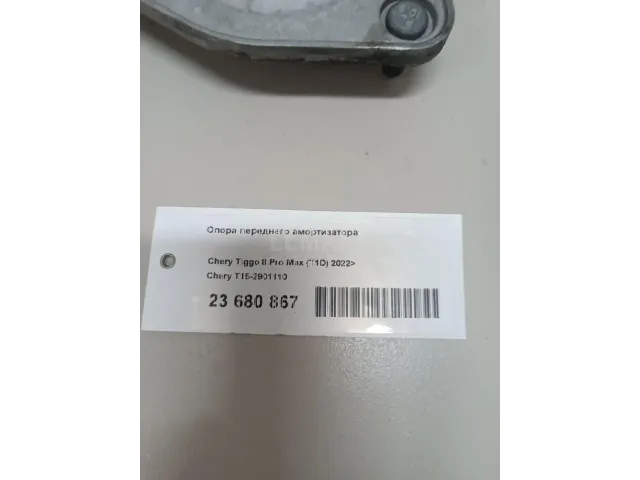 Опора переднего амортизатора
Chery Tiggo 8 Pro Max (T1D) 2022>
Chery T15-2901110
23 680 867